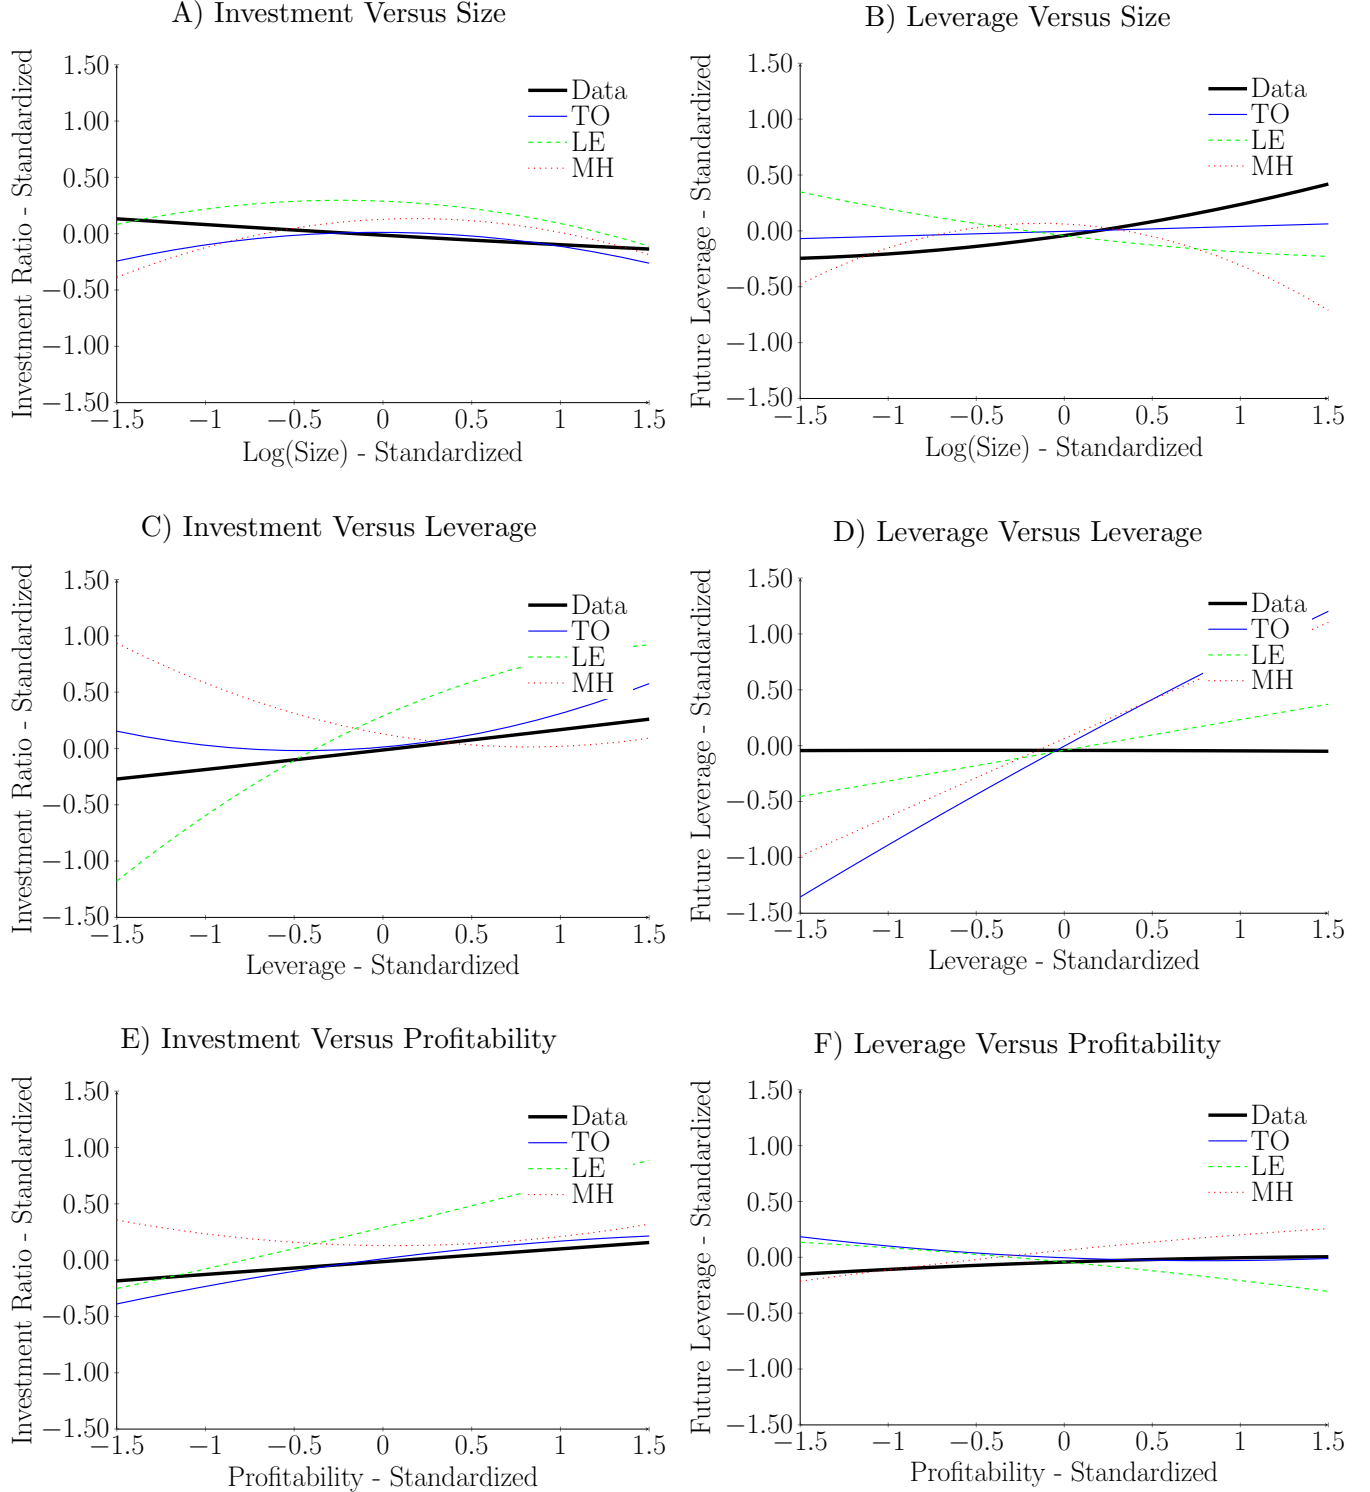 A) Investment Versus Size
Investment Ratio - Standardized
1.50
1.00
0.50
0.00
−0.50
−1.00
−1.50
Data
TO
LE
MH
−1.5 −1 −0.5 0 0.5 1 1.5
Log(Size) - Standardized
B) Leverage Versus Size
Future Leverage - Standardized
1.50
1.00
0.50
0.00
−0.50
−1.00
−1.50
Data
TO
LE
MH
−1.5 −1 −0.5 0 0.5 1 1.5
Log(Size) - Standardized
C) Investment Versus Leverage
Investment Ratio - Standardized
1.50
1.00
0.50
0.00
−0.50
−1.00
−1.50
Data
TO
LE
MH
−1.5 −1 −0.5 0 0.5 1 1.5
Leverage - Standardized
D) Leverage Versus Leverage
Future Leverage - Standardized
1.50
1.00
0.50
0.00
−0.50
−1.00
−1.50
Data
TO
LE
MH
−1.5 −1 −0.5 0 0.5 1 1.5
Leverage - Standardized
E) Investment Versus Profitability
Investment Ratio - Standardized
1.50
1.00
0.50
0.00
−0.50
−1.00
−1.50
Data
TO
LE
MH
−1.5 −1 −0.5 0 0.5 1 1.5
Profitability - Standardized
F) Leverage Versus Profitability
Future Leverage - Standardized
1.50
1.00
0.50
0.00
−0.50
−1.00
−1.50
Data
TO
LE
MH
−1.5 −1 −0.5 0 0.5 1 1.5
Profitability - Standardized